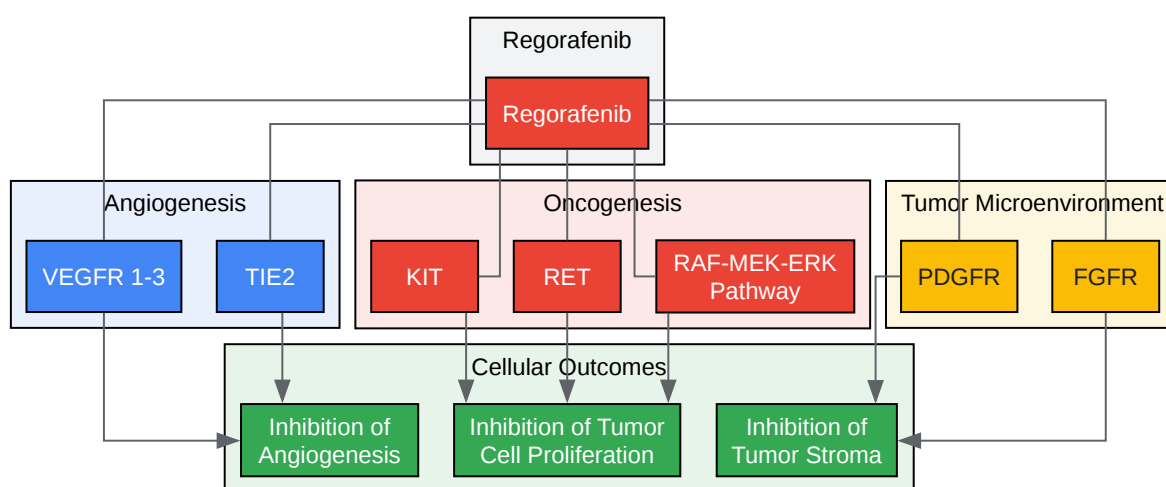 Regorafenib
Regorafenib
Angiogenesis
Oncogenesis
Tumor Microenvironment
VEGFR 1-3
TIE2
KIT
RET
RAF-MEK-ERK
Pathway
PDGFR
FGFR
Cellular Outcomes
Inhibition of
Angiogenesis
Inhibition of Tumor
Cell Proliferation
Inhibition of
Tumor Stroma